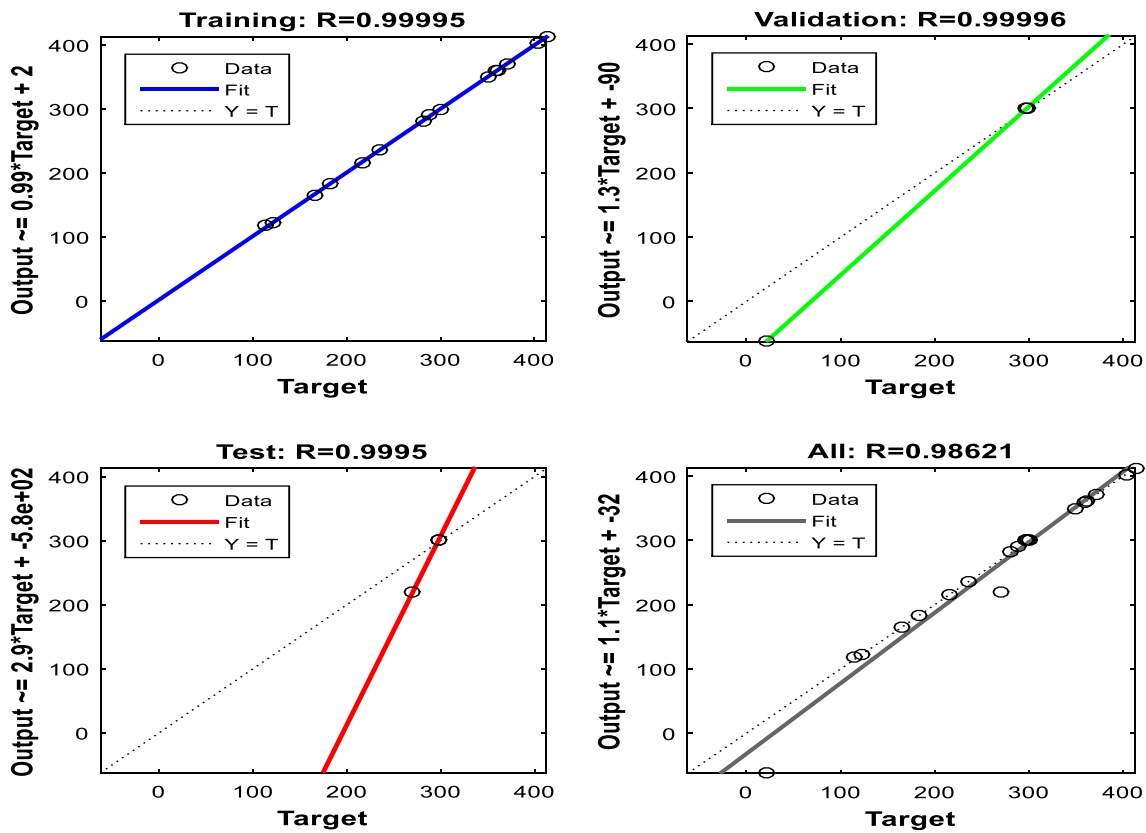 Training: R=0.99995
Output ~= 0.99*Target + 2
400
300
200
100
0
Data
Fit
Y = T
0
100
200
300
400
Target
Validation: R=0.99996
Output ~= 1.3*Target + -90
400
300
200
100
0
Data
Fit
Y = T
0
100
200
300
400
Target
Test: R=0.9995
Output ~= 2.9*Target + -5.8e+02
400
300
200
100
0
Data
Fit
Y = T
0
100
200
300
400
Target
All: R=0.98621
Output ~= 1.1*Target + -32
400
300
200
100
0
Data
Fit
Y = T
0
100
200
300
400
Target